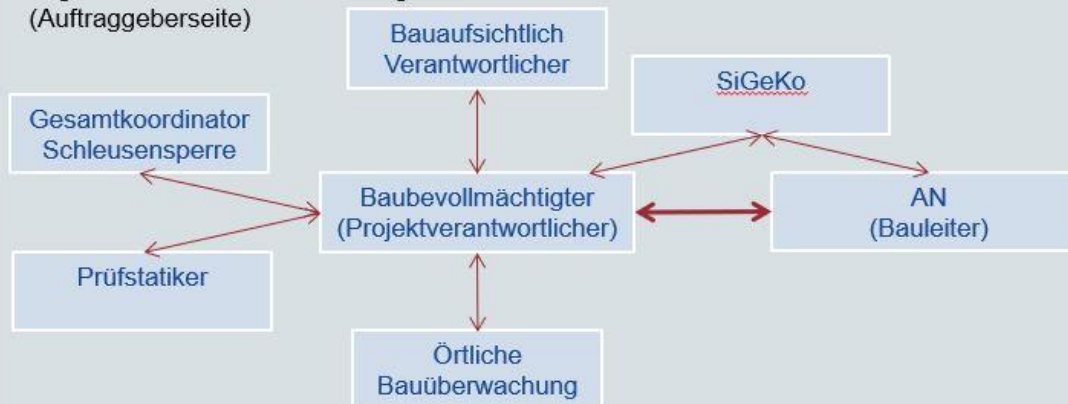 (Auftraggeberseite)
Bauaufsichtlich
Verantwortlicher
SiGeKo
Gesamtkoordinator
Schleusensperre
Baubevollmächtigter
(Projektverantwortlicher)
AN
(Bauleiter)
Prüfstatiker
Örtliche
Bauüberwachung